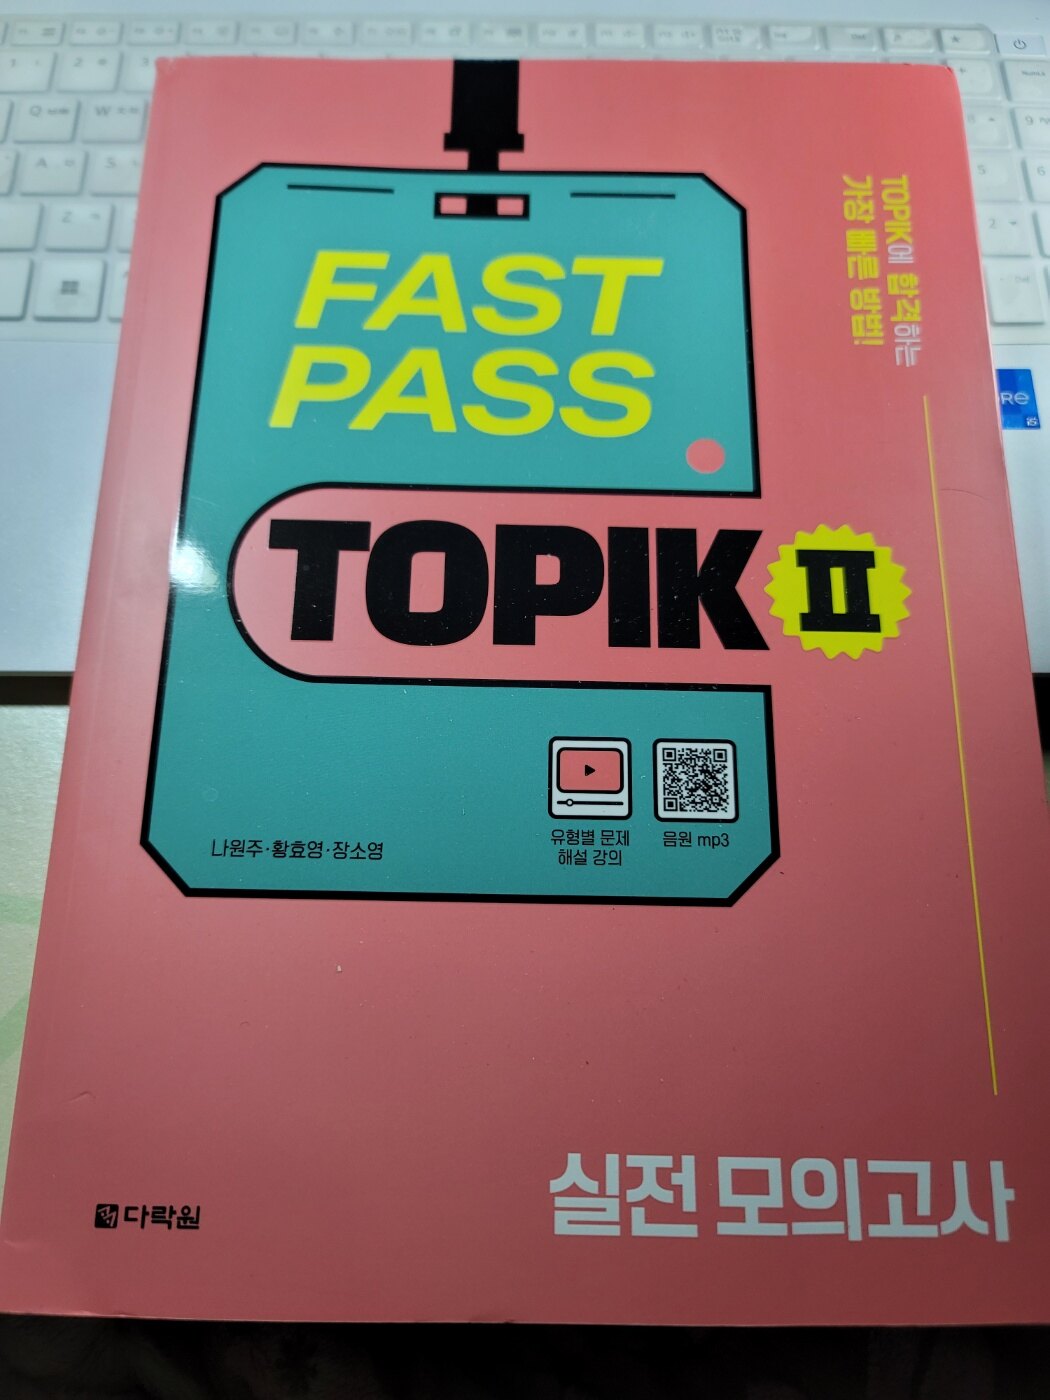 TOPIK에 합격하는
가장 빠른 방법!
FAST
PASS
TOPIK II
유형별 문제
해설 강의
음원 mp3
나원주·황효영·장소영
실전 모의고사
다락원
Q
W
A
S
Z
NumLk